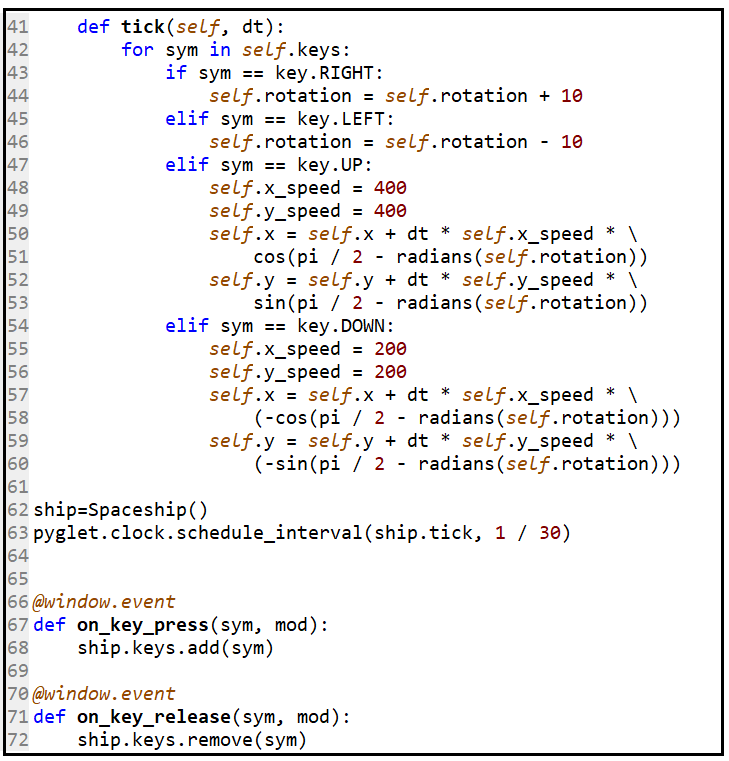 41     def tick(self, dt):
42         for sym in self.keys:
43             if sym == key.RIGHT:
44                 self.rotation = self.rotation + 10
45             elif sym == key.LEFT:
46                 self.rotation = self.rotation - 10
47             elif sym == key.UP:
48                 self.x_speed = 400
49                 self.y_speed = 400
50                 self.x = self.x + dt * self.x_speed * \
51                     cos(pi / 2 - radians(self.rotation))
52                 self.y = self.y + dt * self.y_speed * \
53                     sin(pi / 2 - radians(self.rotation))
54             elif sym == key.DOWN:
55                 self.x_speed = 200
56                 self.y_speed = 200
57                 self.x = self.x + dt * self.x_speed * \
58                     (-cos(pi / 2 - radians(self.rotation)))
59                 self.y = self.y + dt * self.y_speed * \
60                     (-sin(pi / 2 - radians(self.rotation)))
61
62 ship=Spaceship()
63 pyglet.clock.schedule_interval(ship.tick, 1 / 30)
64
65
66 @window.event
67 def on_key_press(sym, mod):
68     ship.keys.add(sym)
69
70 @window.event
71 def on_key_release(sym, mod):
72     ship.keys.remove(sym)